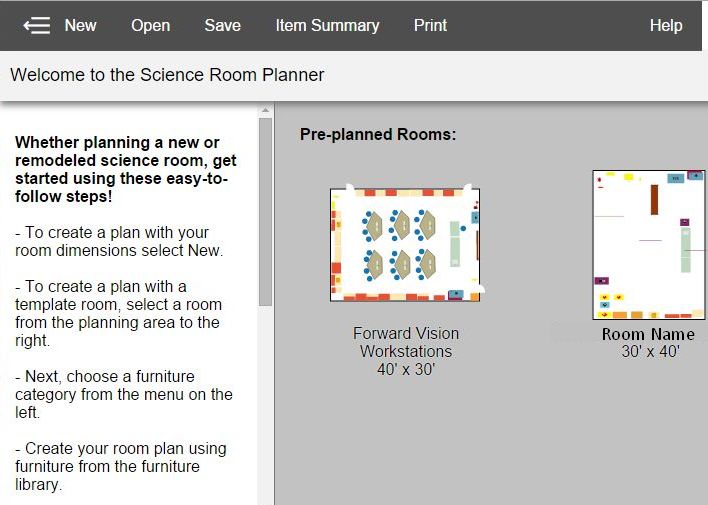 New Open Save Item Summary Print Help
Welcome to the Science Room Planner
Whether planning a new or
remodeled science room, get
started using these easy-to-
follow steps!
- To create a plan with your
room dimensions select New.
- To create a plan with a
template room, select a room
from the planning area to the
right.
- Next, choose a furniture
category from the menu on the
left.
- Create your room plan using
furniture from the furniture
library.
Pre-planned Rooms:
Forward Vision
Workstations
40' x 30'
Room Name
30' x 40'